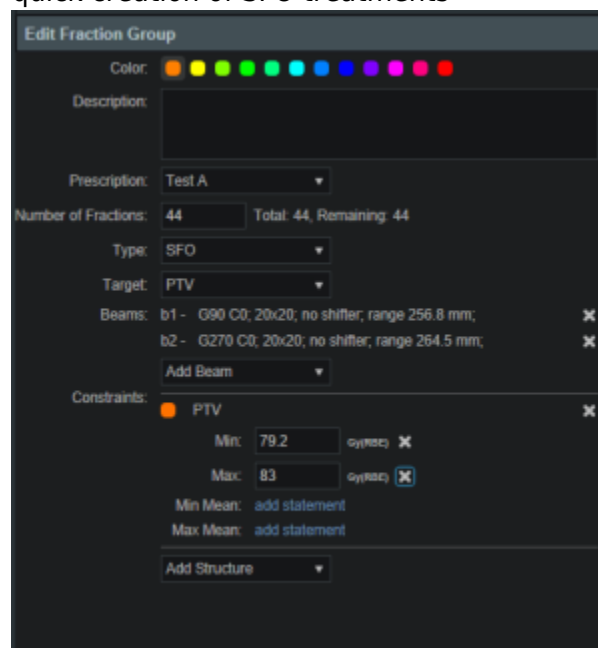 quick creation of SFO treatments
Edit Fraction Group
Color:
Description:
Prescription: Test A
Number of Fractions: 44 Total: 44, Remaining: 44
Type: SFO
Target: PTV
Beams: b1 - G90 C0; 20x20; no shifter; range 256.8 mm;
b2 - G270 C0; 20x20; no shifter; range 264.5 mm;
Add Beam
Constraints:
PTV
Min: 79.2 Gy(RBE)
Max: 83 Gy(RBE)
Min Mean: add statement
Max Mean: add statement
Add Structure